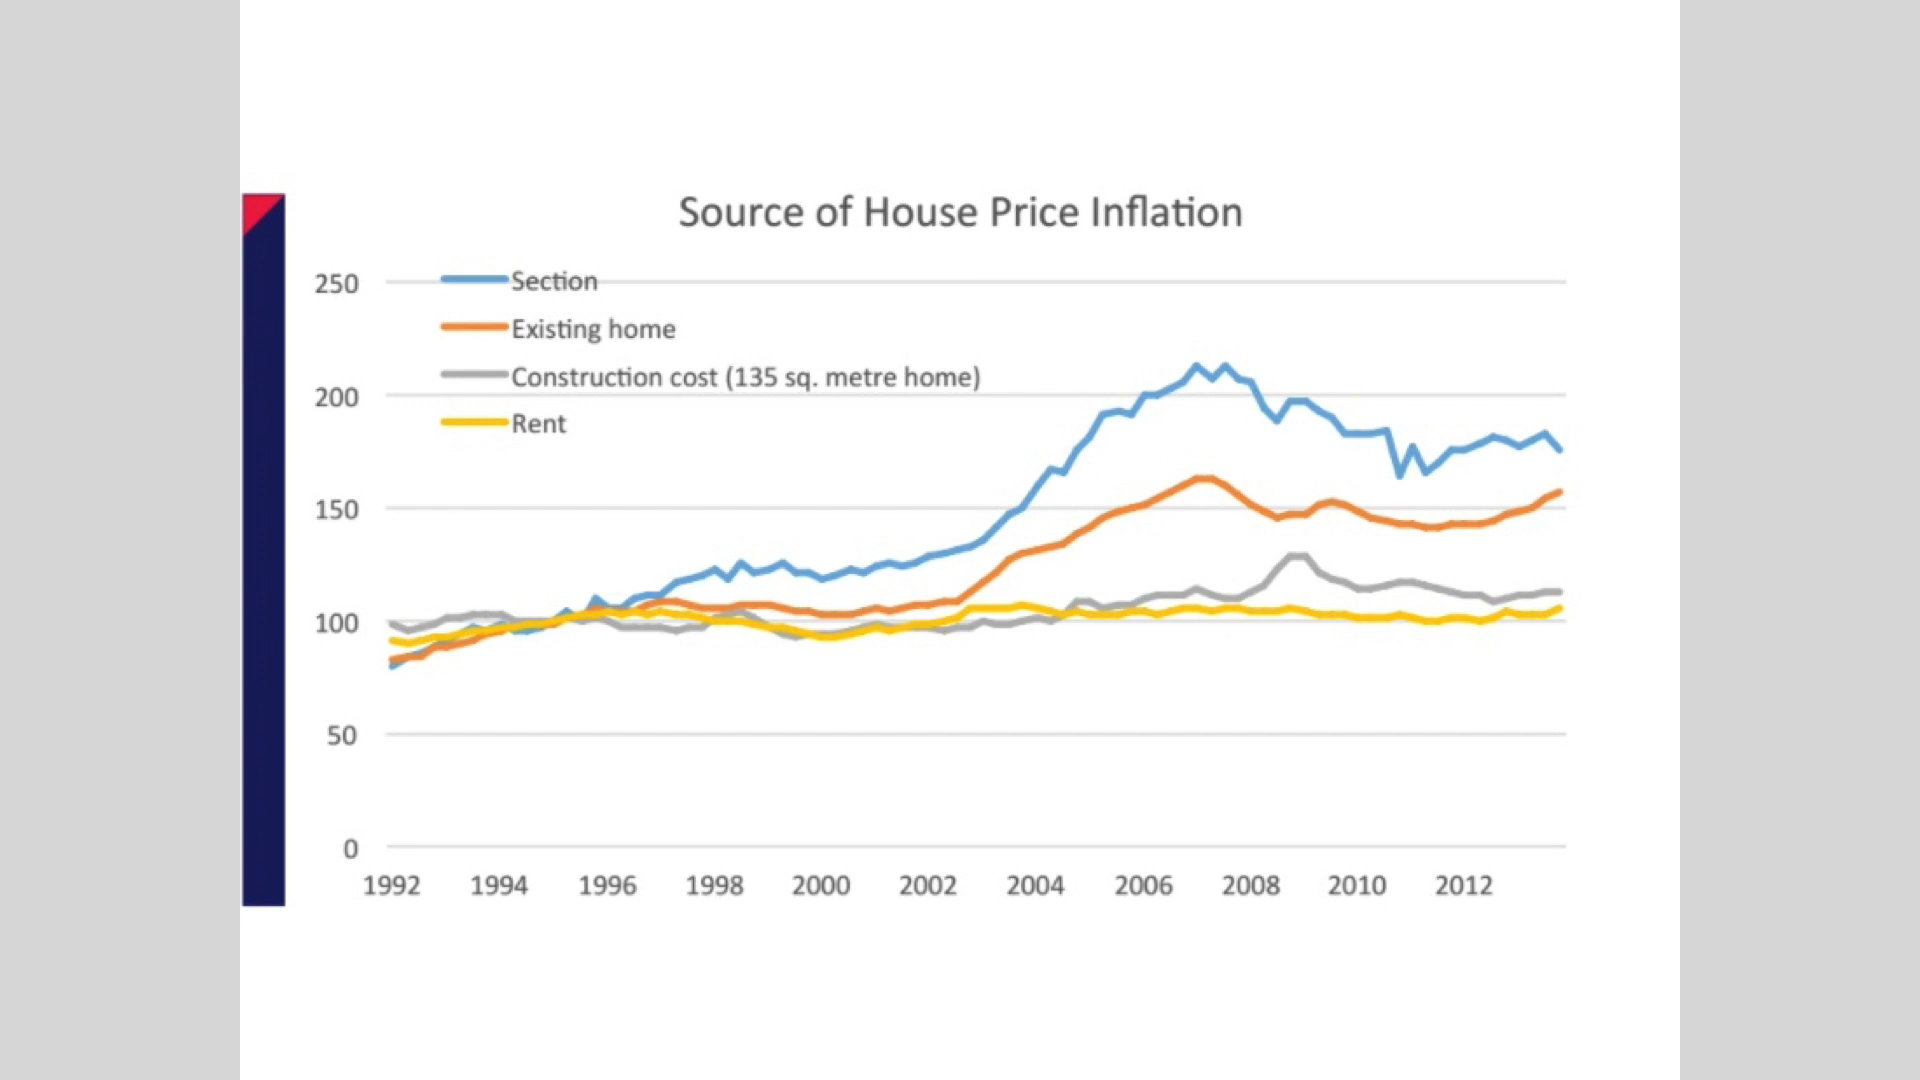 Source of House Price Inflation
250
Section
Existing home
200
Construction cost (135 sq. metre home)
Rent
150
100
50
0
1992 1994 1996 1998 2000 2002 2004 2006 2008 2010 2012